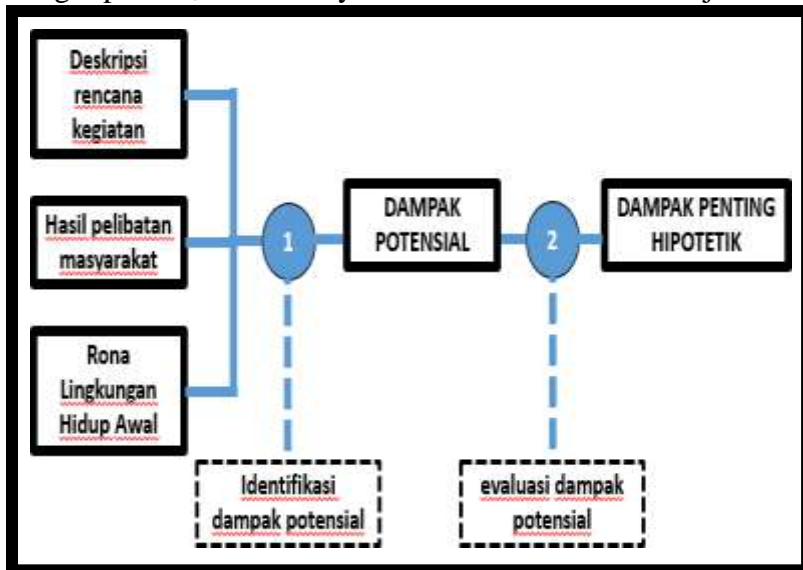 Deskripsi
rencana
kegiatan
Hasil pelibatan
masyarakat
Rona
Lingkungan
Hidup Awal
1
DAMPAK
POTENSIAL
2
DAMPAK PENTING
HIPOTETIK
Identifikasi
dampak potensial
evaluasi dampak
potensial